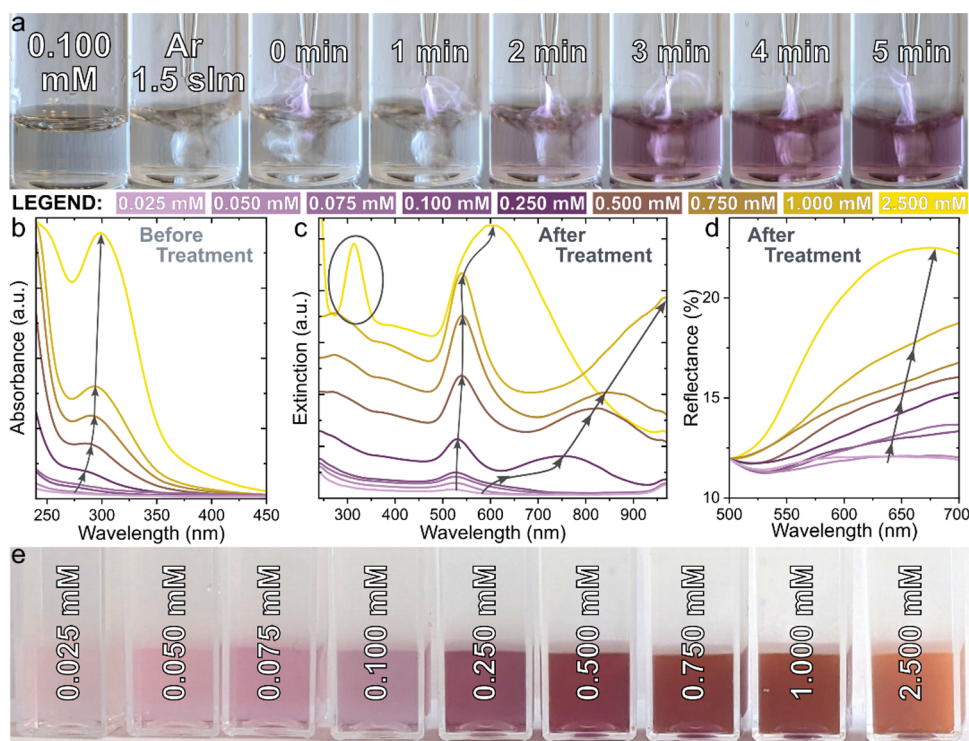 a
0.100
mM
Ar
1.5 slm
0 min
1 min
2 min
3 min
4 min
5 min
LEGEND:
0.025 mM
0.050 mM
0.075 mM
0.100 mM
0.250 mM
0.500 mM
0.750 mM
1.000 mM
2.500 mM
b
Before
Treatment
Absorbance (a.u.)
250
300
350
400
450
Wavelength (nm)
c
After
Treatment
Extinction (a.u.)
300
400
500
600
700
800
900
Wavelength (nm)
d
After
Treatment
Reflectance (%)
22
18
14
10
500
550
600
650
700
Wavelength (nm)
e
0.025 mM
0.050 mM
0.075 mM
0.100 mM
0.250 mM
0.500 mM
0.750 mM
1.000 mM
2.500 mM